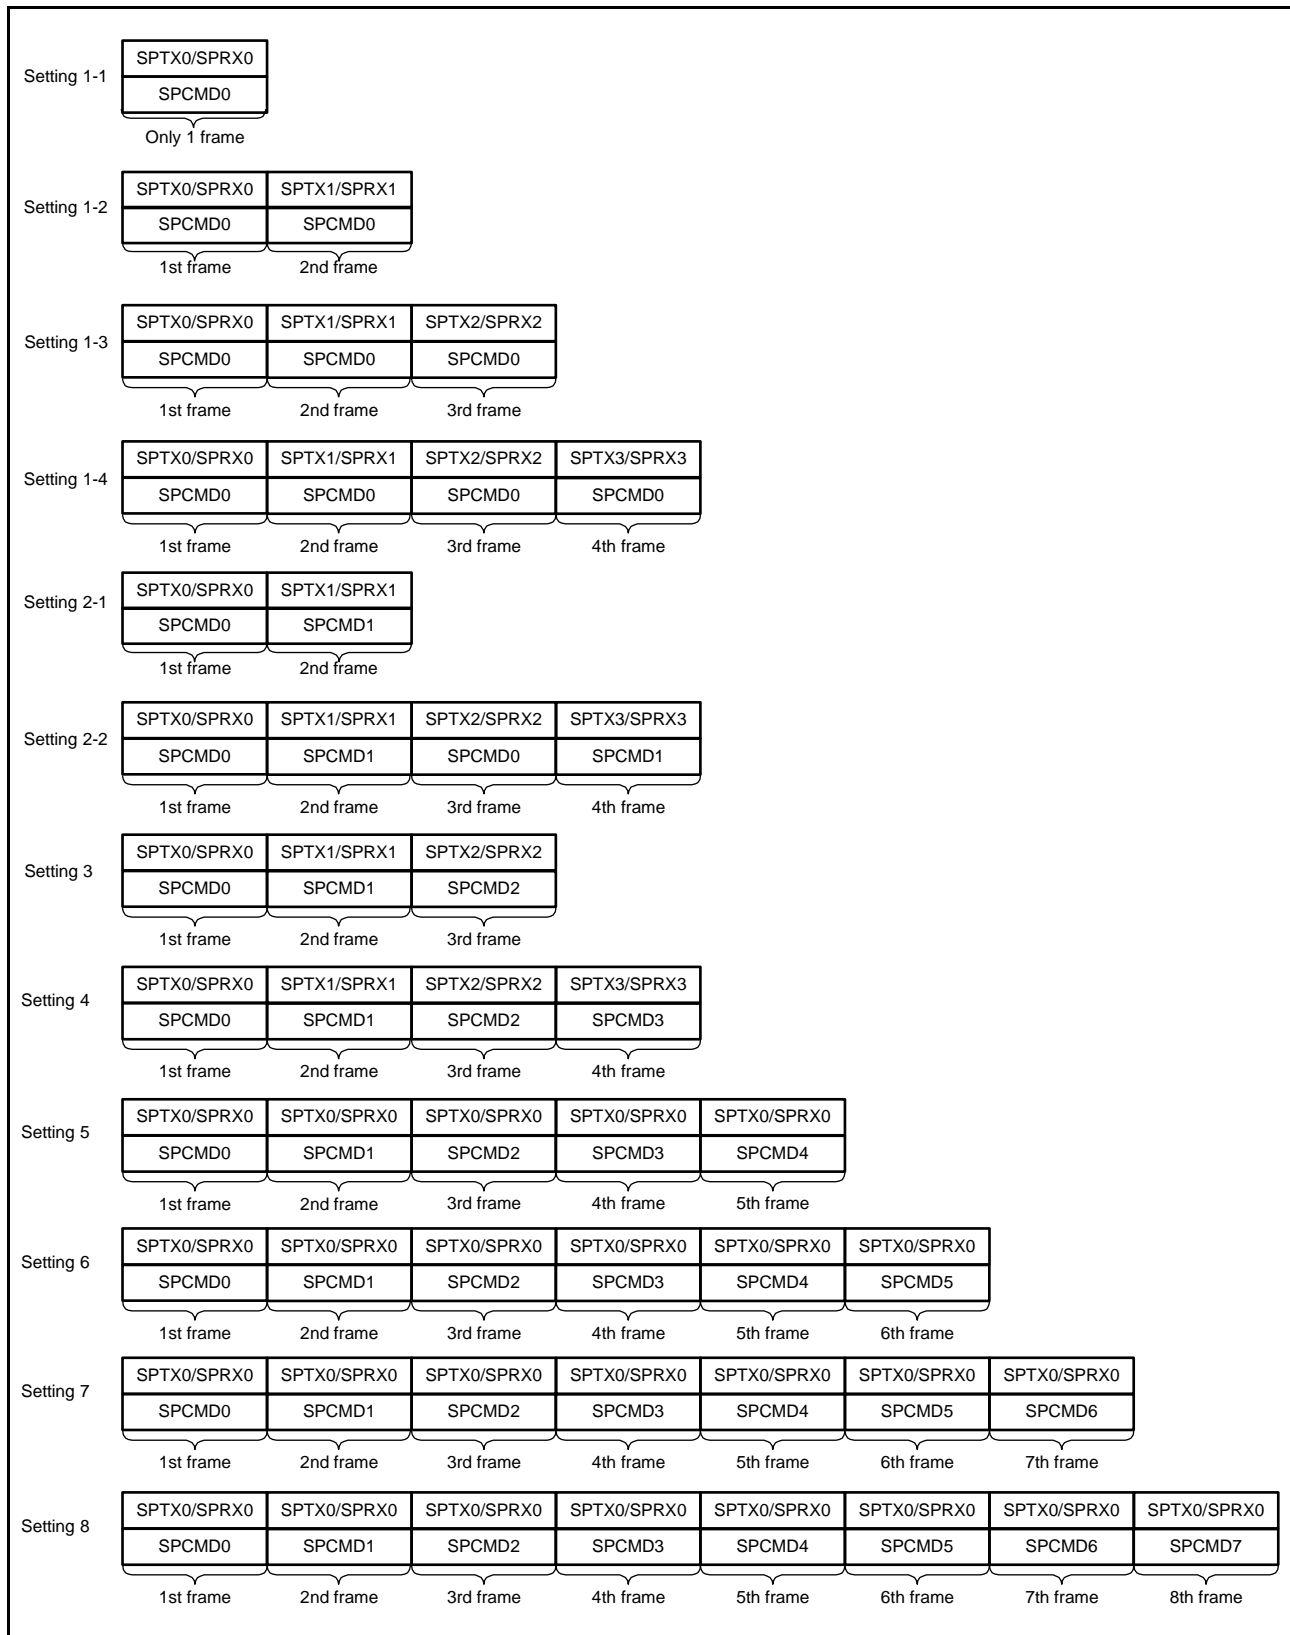 Setting 1-1
SPTX0/SPRX0
SPCMD0
Only 1 frame
Setting 1-2
SPTX0/SPRX0 SPTX1/SPRX1
SPCMD0 SPCMD0
1st frame 2nd frame
Setting 1-3
SPTX0/SPRX0 SPTX1/SPRX1 SPTX2/SPRX2
SPCMD0 SPCMD0 SPCMD0
1st frame 2nd frame 3rd frame
Setting 1-4
SPTX0/SPRX0 SPTX1/SPRX1 SPTX2/SPRX2 SPTX3/SPRX3
SPCMD0 SPCMD0 SPCMD0 SPCMD0
1st frame 2nd frame 3rd frame 4th frame
Setting 2-1
SPTX0/SPRX0 SPTX1/SPRX1
SPCMD0 SPCMD1
1st frame 2nd frame
Setting 2-2
SPTX0/SPRX0 SPTX1/SPRX1 SPTX2/SPRX2 SPTX3/SPRX3
SPCMD0 SPCMD1 SPCMD0 SPCMD1
1st frame 2nd frame 3rd frame 4th frame
Setting 3
SPTX0/SPRX0 SPTX1/SPRX1 SPTX2/SPRX2
SPCMD0 SPCMD1 SPCMD2
1st frame 2nd frame 3rd frame
Setting 4
SPTX0/SPRX0 SPTX1/SPRX1 SPTX2/SPRX2 SPTX3/SPRX3
SPCMD0 SPCMD1 SPCMD2 SPCMD3
1st frame 2nd frame 3rd frame 4th frame
Setting 5
SPTX0/SPRX0 SPTX0/SPRX0 SPTX0/SPRX0 SPTX0/SPRX0 SPTX0/SPRX0
SPCMD0 SPCMD1 SPCMD2 SPCMD3 SPCMD4
1st frame 2nd frame 3rd frame 4th frame 5th frame
Setting 6
SPTX0/SPRX0 SPTX0/SPRX0 SPTX0/SPRX0 SPTX0/SPRX0 SPTX0/SPRX0 SPTX0/SPRX0
SPCMD0 SPCMD1 SPCMD2 SPCMD3 SPCMD4 SPCMD5
1st frame 2nd frame 3rd frame 4th frame 5th frame 6th frame
Setting 7
SPTX0/SPRX0 SPTX0/SPRX0 SPTX0/SPRX0 SPTX0/SPRX0 SPTX0/SPRX0 SPTX0/SPRX0 SPTX0/SPRX0
SPCMD0 SPCMD1 SPCMD2 SPCMD3 SPCMD4 SPCMD5 SPCMD6
1st frame 2nd frame 3rd frame 4th frame 5th frame 6th frame 7th frame
Setting 8
SPTX0/SPRX0 SPTX0/SPRX0 SPTX0/SPRX0 SPTX0/SPRX0 SPTX0/SPRX0 SPTX0/SPRX0 SPTX0/SPRX0 SPTX0/SPRX0
SPCMD0 SPCMD1 SPCMD2 SPCMD3 SPCMD4 SPCMD5 SPCMD6 SPCMD7
1st frame 2nd frame 3rd frame 4th frame 5th frame 6th frame 7th frame 8th frame